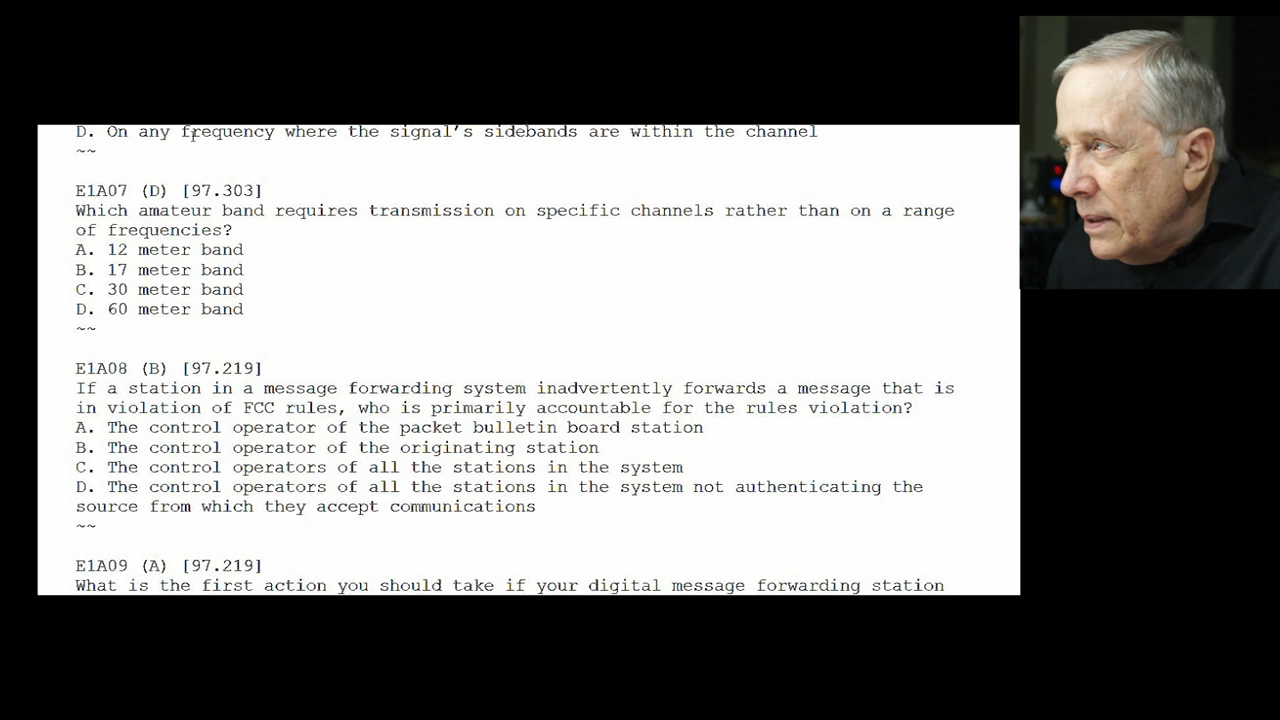 D. On any frequency where the signal's sidebands are within the channel
~~
E1A07 (D) [97.303]
Which amateur band requires transmission on specific channels rather than on a range
of frequencies?
A. 12 meter band
B. 17 meter band
C. 30 meter band
D. 60 meter band
~~
E1A08 (B) [97.219]
If a station in a message forwarding system inadvertently forwards a message that is
in violation of FCC rules, who is primarily accountable for the rules violation?
A. The control operator of the packet bulletin board station
B. The control operator of the originating station
C. The control operators of all the stations in the system
D. The control operators of all the stations in the system not authenticating the
source from which they accept communications
~~
E1A09 (A) [97.219]
What is the first action you should take if your digital message forwarding station